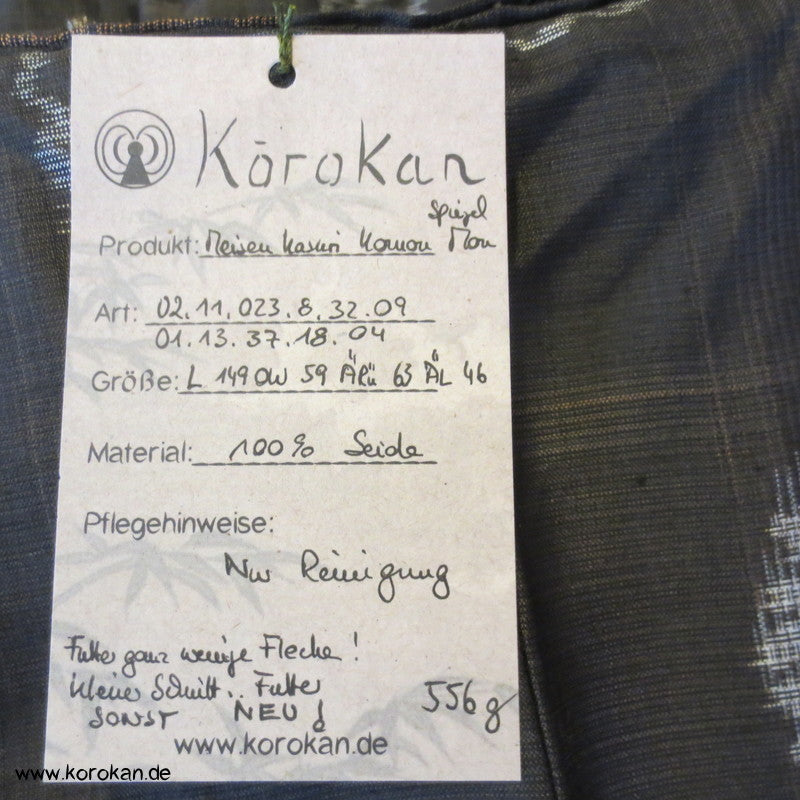 Kōrokan
Spiegel
Produkt: Meisen Kasuri Komon Mon
Art: 02.11.023.8.32.09
01.13.37.18.04
Größe: L 149 OW 59 ÄRü 63 ÄL 46
Material: 100% Seide
Pflegehinweise:
Nur Reinigung
Futter ganz wenige Flecke!
kleiner Schnitt.. Futter
SONST NEU!
556g
www.korokan.de
www.korokan.de